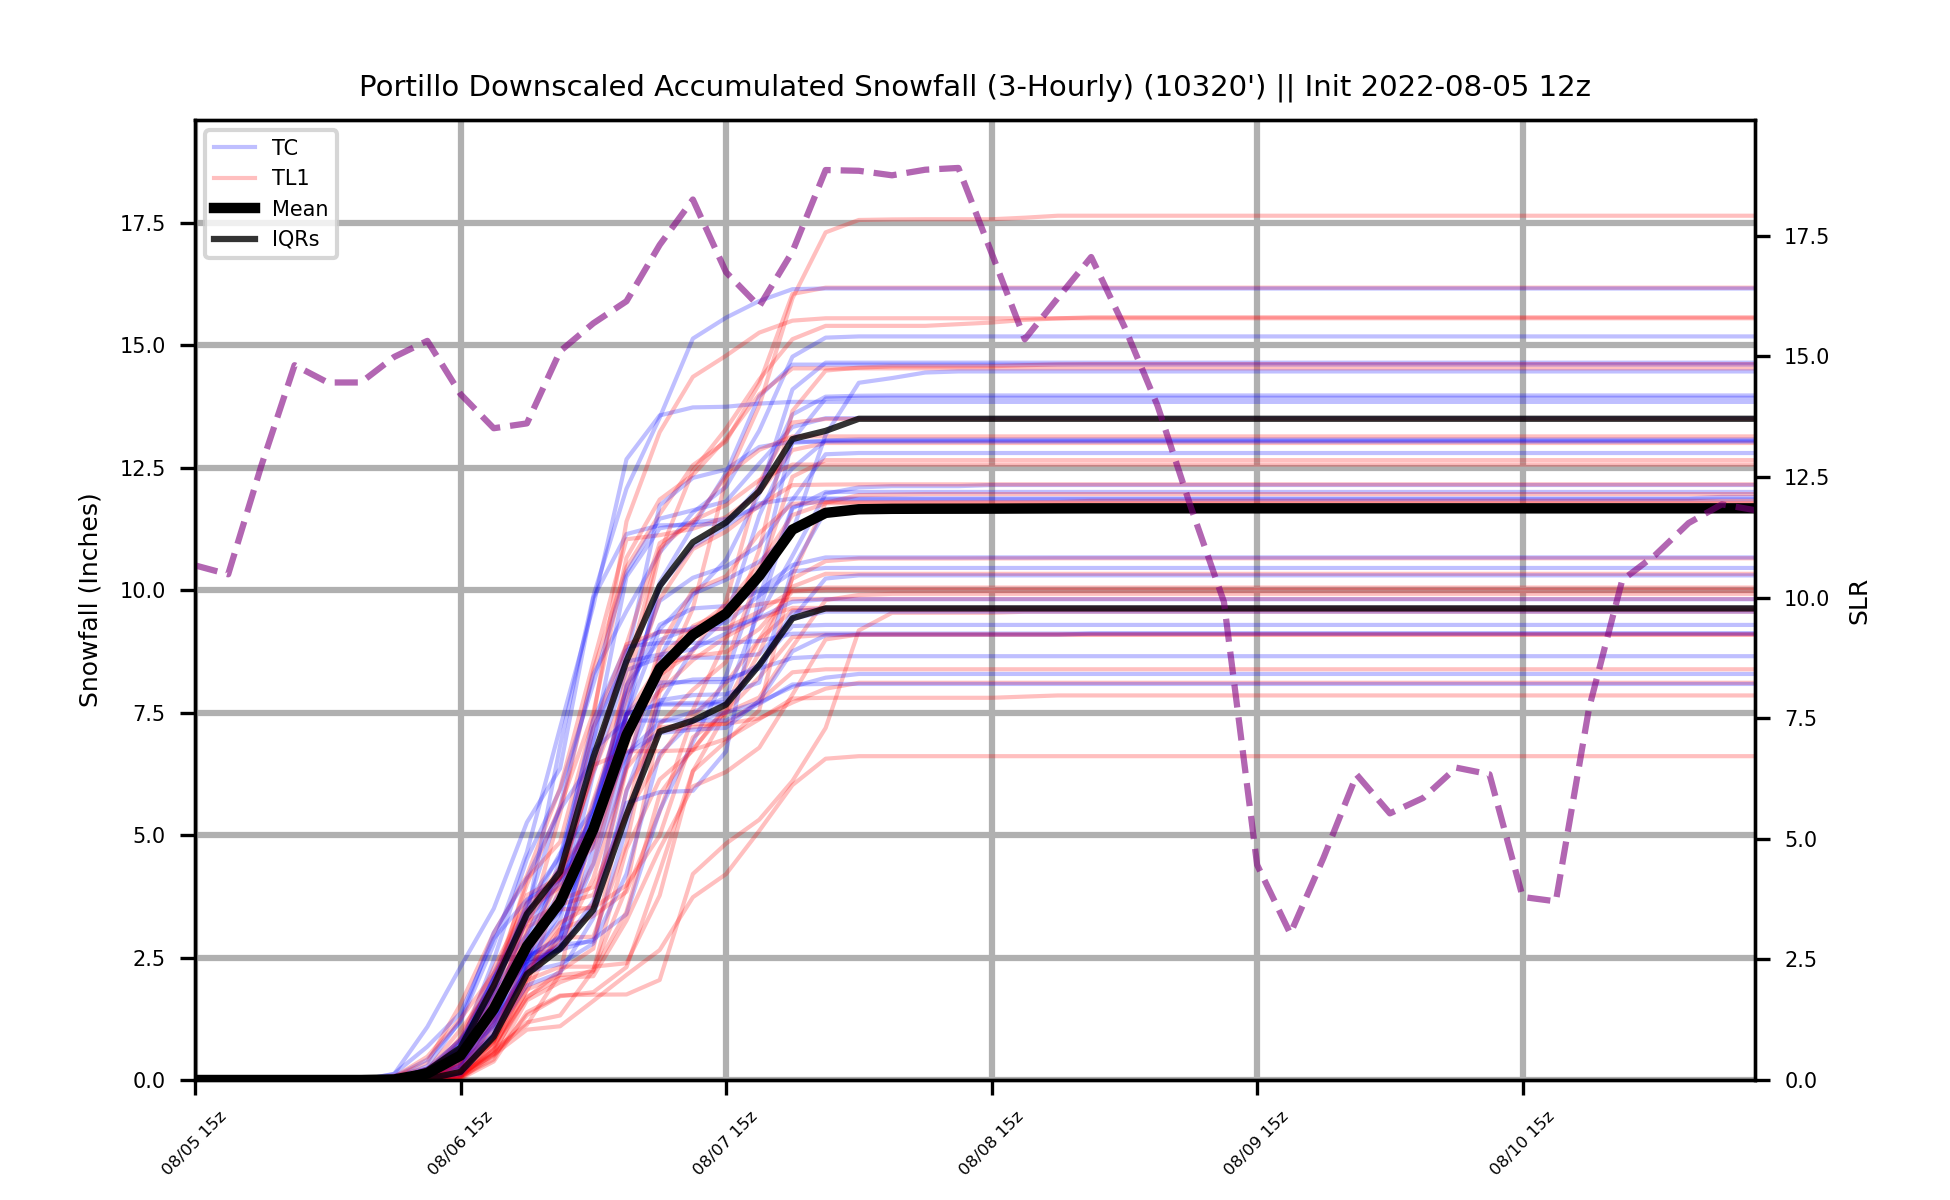 Portillo Downscaled Accumulated Snowfall (3-Hourly) (10320') || Init 2022-08-05 12z
TC
TL1
Mean
IQRs
17.5
15.0
12.5
10.0
7.5
5.0
2.5
0.0
Snowfall (Inches)
17.5
15.0
12.5
10.0
7.5
5.0
2.5
0.0
SLR
08/05 15z
08/06 15z
08/07 15z
08/08 15z
08/09 15z
08/10 15z